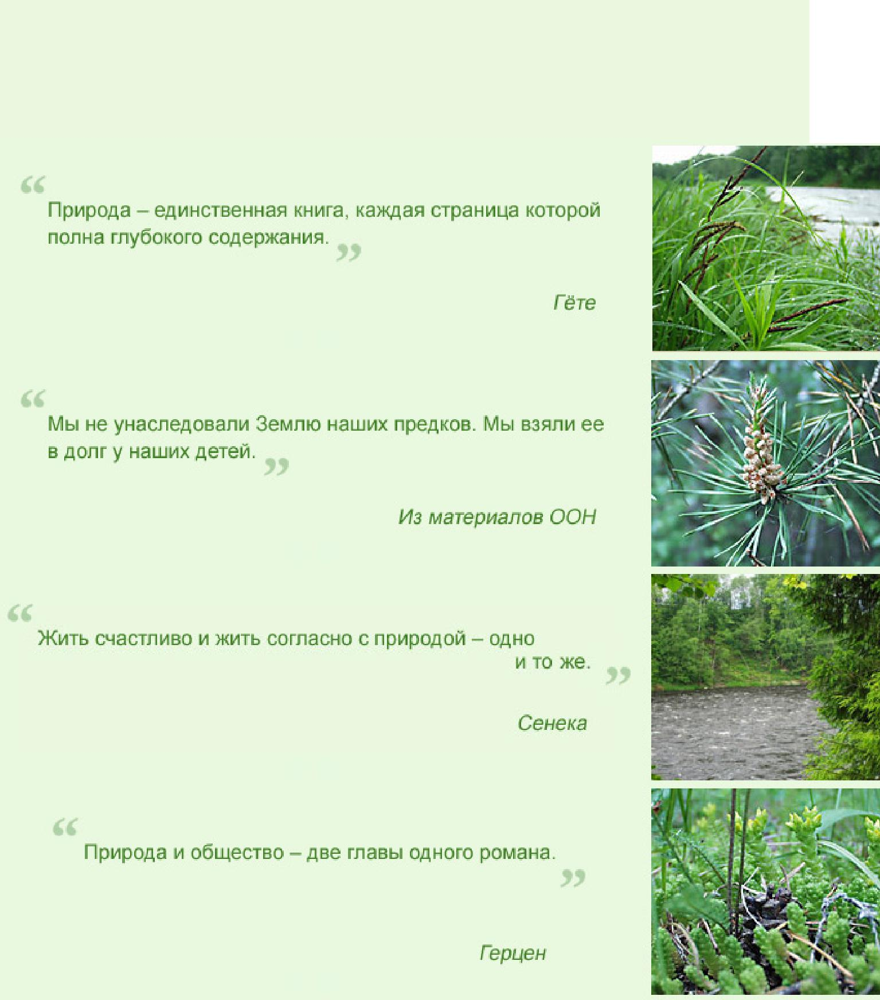 “
Природа – единственная книга, каждая страница которой
полна глубокого содержания. ”
Гёте
“
Мы не унаследовали Землю наших предков. Мы взяли ее
в долг у наших детей. ”
Из материалов ООН
“
Жить счастливо и жить согласно с природой – одно
и то же. ”
Сенека
“
Природа и общество – две главы одного романа.
”
Герцен